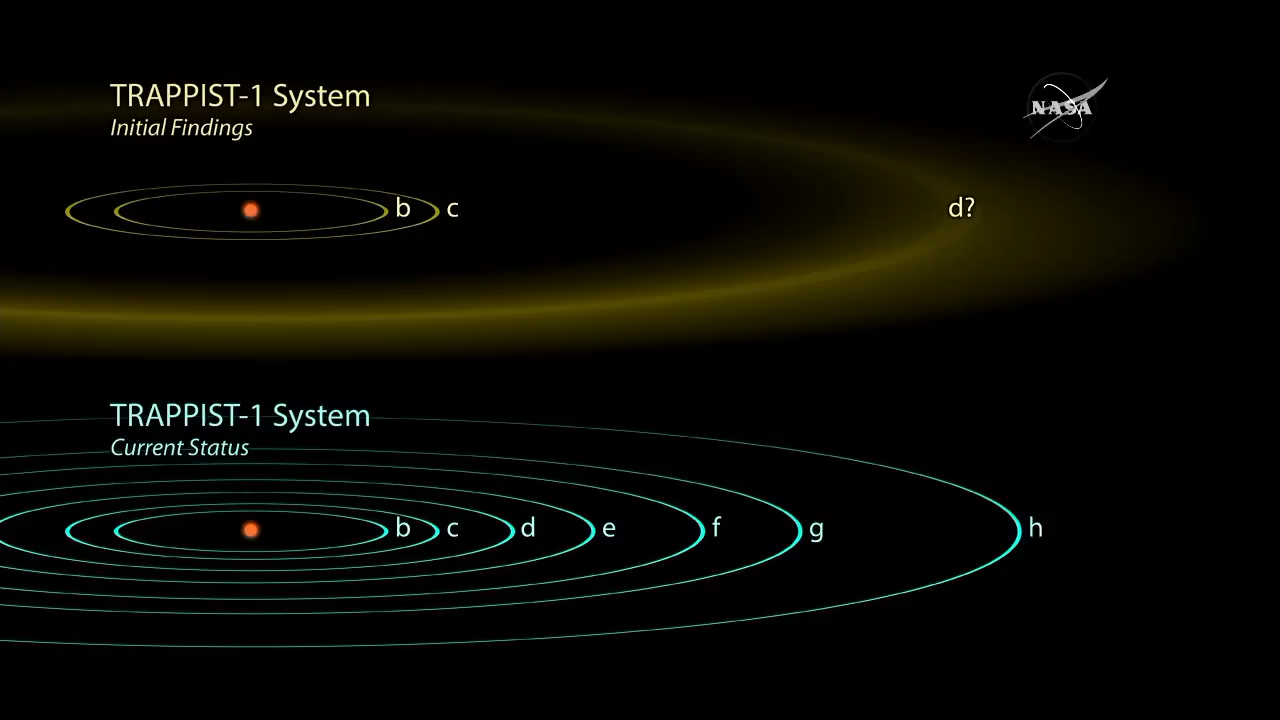 TRAPPIST-1 System
Initial Findings
NASA
b
c
d?
TRAPPIST-1 System
Current Status
b
c
d
e
f
g
h